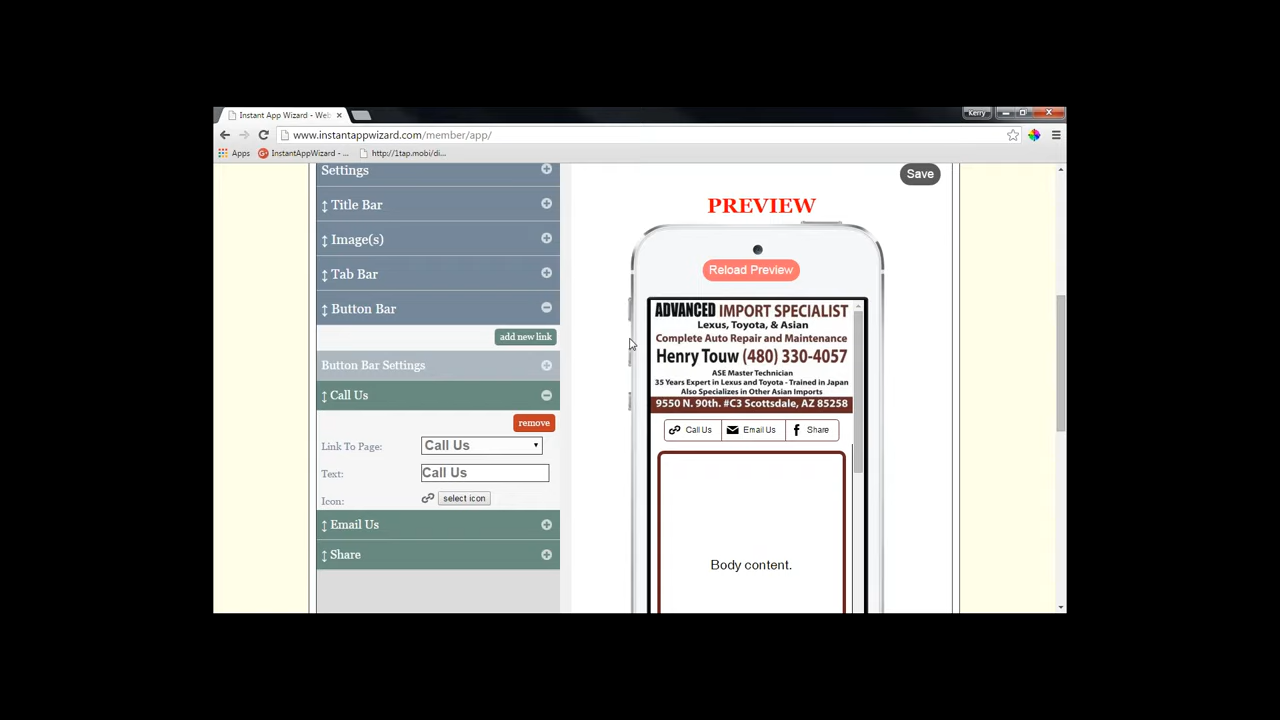 Instant App Wizard - Web
Kerry
www.instantappwizard.com/member/app/
Apps
InstantAppWizard - ...
http://1tap.mobi/di...
Settings
Title Bar
Image(s)
Tab Bar
Button Bar
add new link
Button Bar Settings
Call Us
remove
Link To Page:
Call Us
Text:
Call Us
Icon:
select icon
Email Us
Share
Save
PREVIEW
Reload Preview
ADVANCED IMPORT SPECIALIST
Lexus, Toyota, & Asian
Complete Auto Repair and Maintenance
Henry Touw (480) 330-4057
ASE Master Technician
35 Years Expert in Lexus and Toyota - Trained in Japan
Also Specializes in Other Asian Imports
9550 N. 90th. #C3 Scottsdale, AZ 85258
Call Us
Email Us
Share
Body content.